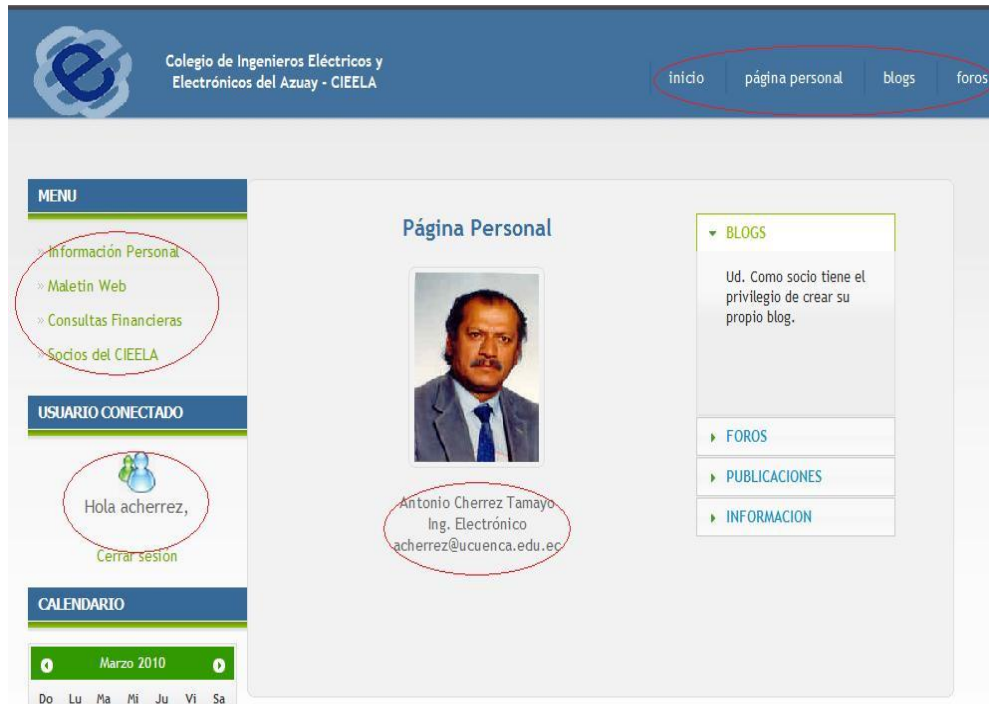 Colegio de Ingenieros Eléctricos y
Electrónicos del Azuay - CIEELA
inicio
página personal
blogs
foros
MENU
» Información Personal
» Maletin Web
» Consultas Financieras
» Socios del CIEELA
USUARIO CONECTADO
Hola acherrez,
Cerrar sesión
CALENDARIO
Marzo 2010
Do Lu Ma Mi Ju Vi Sa
Página Personal
Antonio Cherrez Tamayo
Ing. Electrónico
acherrez@ucuenca.edu.ec
BLOGS
Ud. Como socio tiene el
privilegio de crear su
propio blog.
FOROS
PUBLICACIONES
INFORMACION